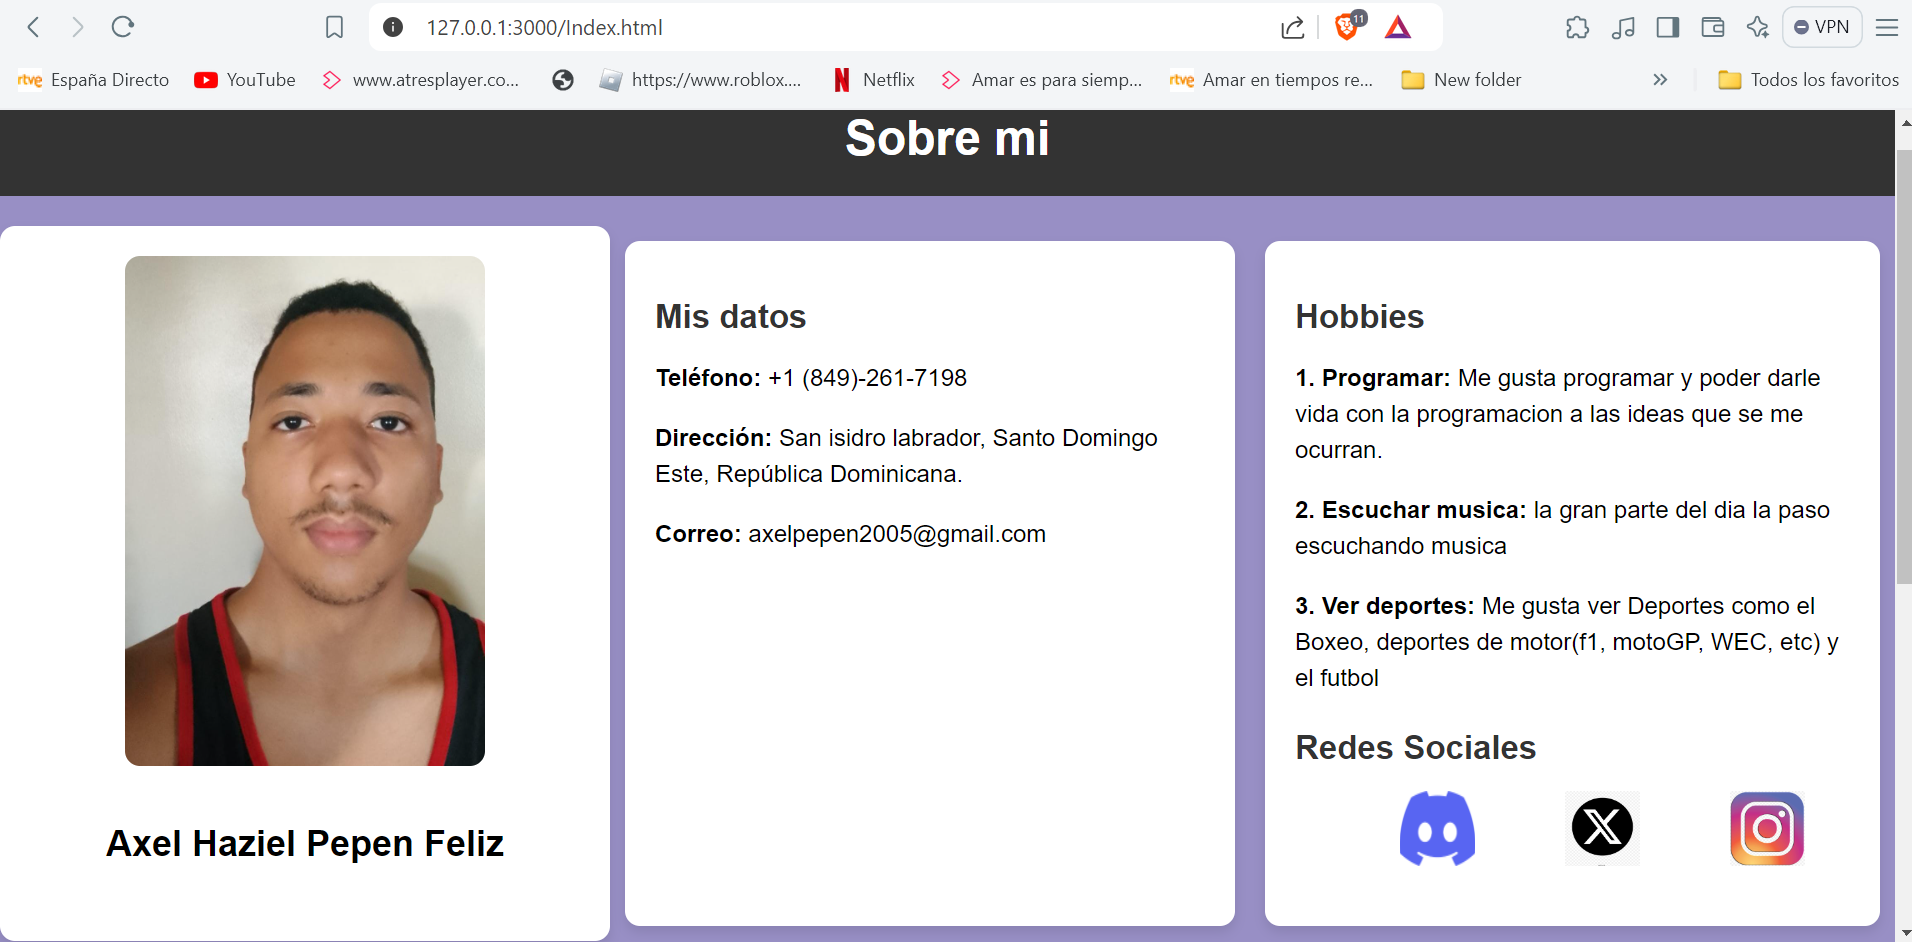 127.0.0.1:3000/Index.html
11
VPN
rtve España Directo YouTube www.atresplayer.co... https://www.roblox.... Netflix Amar es para siemp... rtve Amar en tiempos re... New folder » Todos los favoritos
Sobre mi
Axel Haziel Pepen Feliz
Mis datos
Teléfono: +1 (849)-261-7198
Dirección: San isidro labrador, Santo Domingo
Este, República Dominicana.
Correo: axelpepen2005@gmail.com
Hobbies
1. Programar: Me gusta programar y poder darle
vida con la programacion a las ideas que se me
ocurran.
2. Escuchar musica: la gran parte del dia la paso
escuchando musica
3. Ver deportes: Me gusta ver Deportes como el
Boxeo, deportes de motor(f1, motoGP, WEC, etc) y
el futbol
Redes Sociales